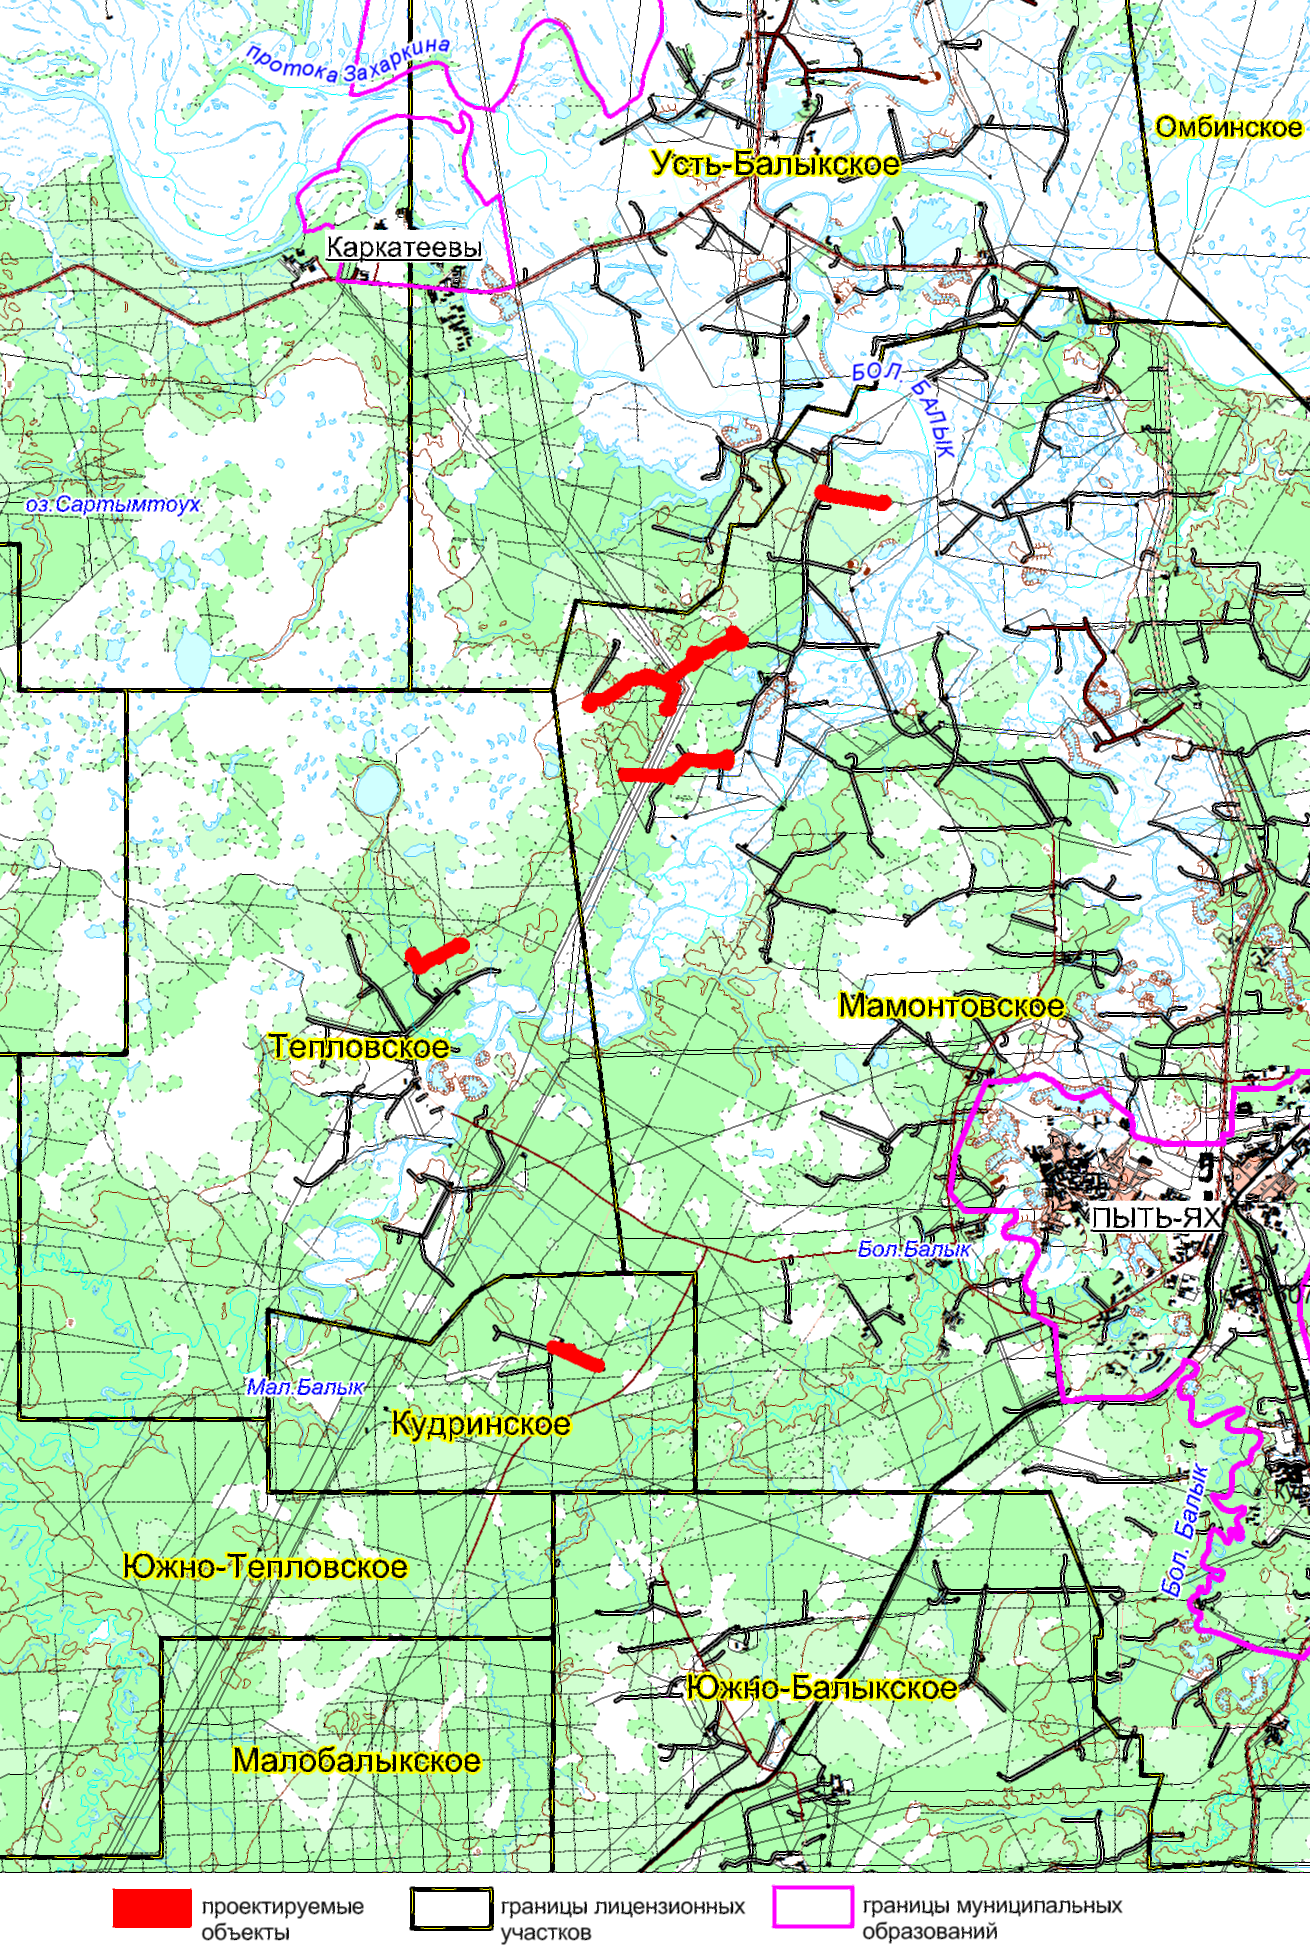 протока Захаркина
Омбинское
Усть-Балыкское
Каркатеевы
БОЛ. БАЛЫК
оз.Сартымтоух
Мамонтовское
Тепловское
ПЫТЬ-ЯХ
Бол.Балык
Мал.Балык
Кудринское
Бол. Балык
Южно-Тепловское
Южно-Балыкское
Малобалыкское
проектируемые
объекты
границы лицензионных
участков
границы муниципальных
образований